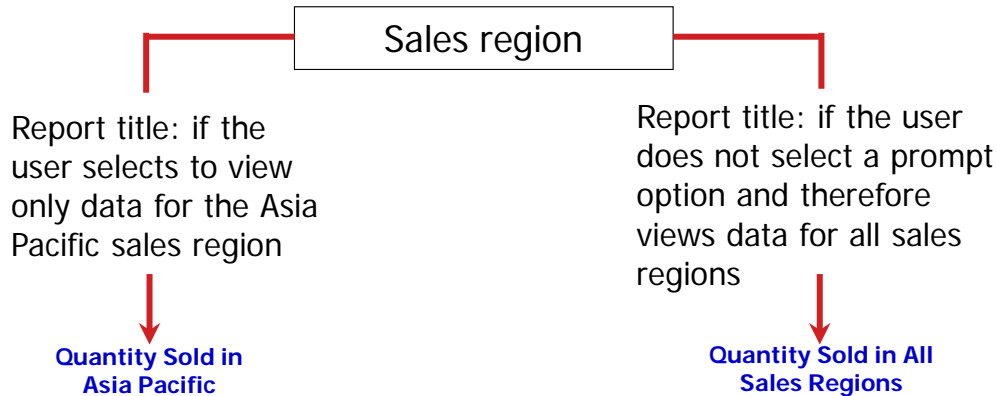 Sales region
Report title: if the
user selects to view
only data for the Asia
Pacific sales region
Quantity Sold in
Asia Pacific
Report title: if the user
does not select a prompt
option and therefore
views data for all sales
regions
Quantity Sold in All
Sales Regions